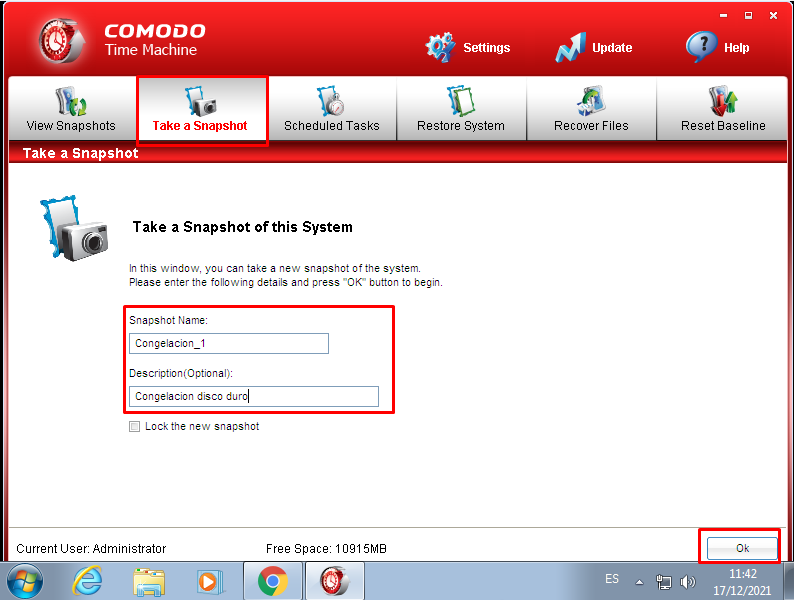 COMODO
Time Machine
Settings
Update
Help
View Snapshots
Take a Snapshot
Scheduled Tasks
Restore System
Recover Files
Reset Baseline
Take a Snapshot
Take a Snapshot of this System
In this window, you can take a new snapshot of the system.
Please enter the following details and press "OK" button to begin.
Snapshot Name:
Congelacion_1
Description(Optional):
Congelacion disco duro
Lock the new snapshot
Current User: Administrator
Free Space: 10915MB
Ok
ES
11:42
17/12/2021